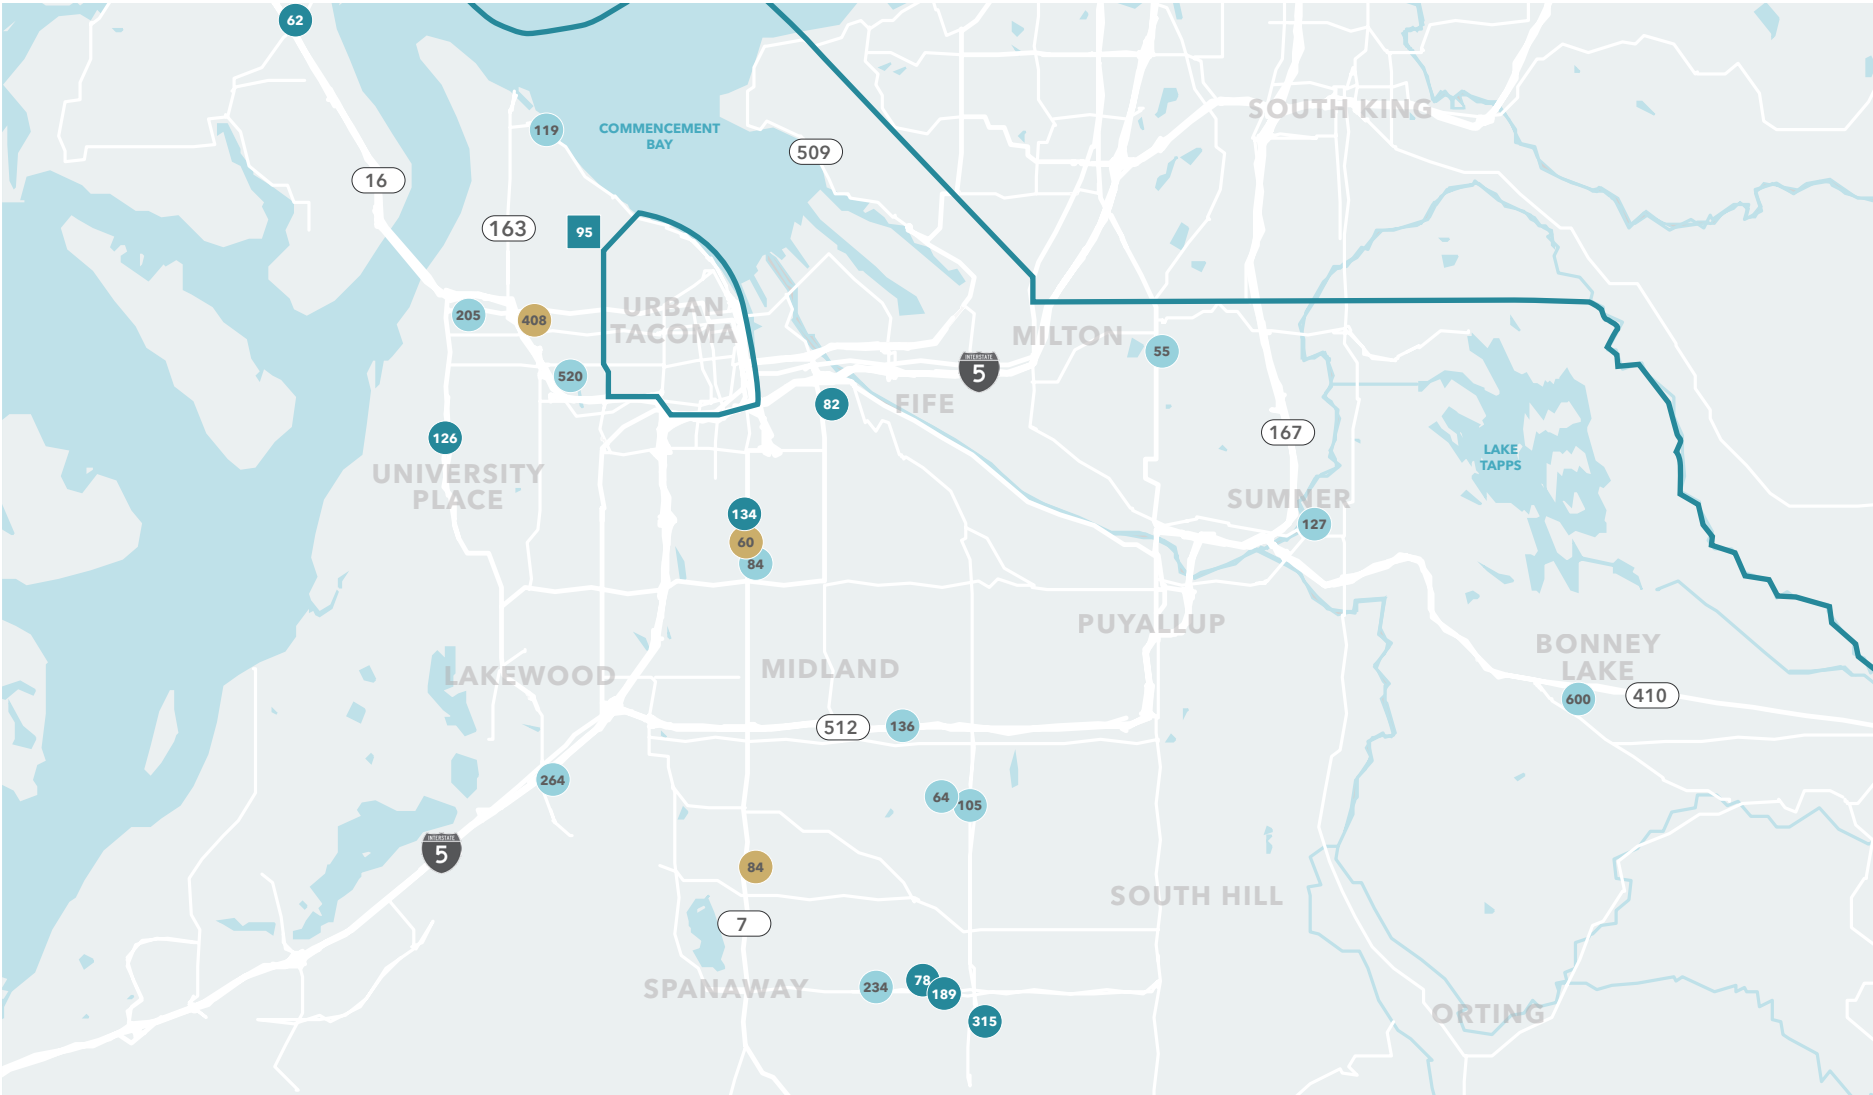 62
SOUTH KING
119
COMMENCEMENT
BAY
509
16
163
95
URBAN
TACOMA
205
408
MILTON
55
INTERSTATE
5
520
82
FIFE
126
167
LAKE
TAPPS
UNIVERSITY
PLACE
SUMNER
134
127
60
84
PUYALLUP
BONNEY
LAKE
LAKEWOOD
MIDLAND
600
410
512
136
264
64
105
INTERSTATE
5
84
SOUTH HILL
7
SPANAWAY
234
78
189
315
ORTING